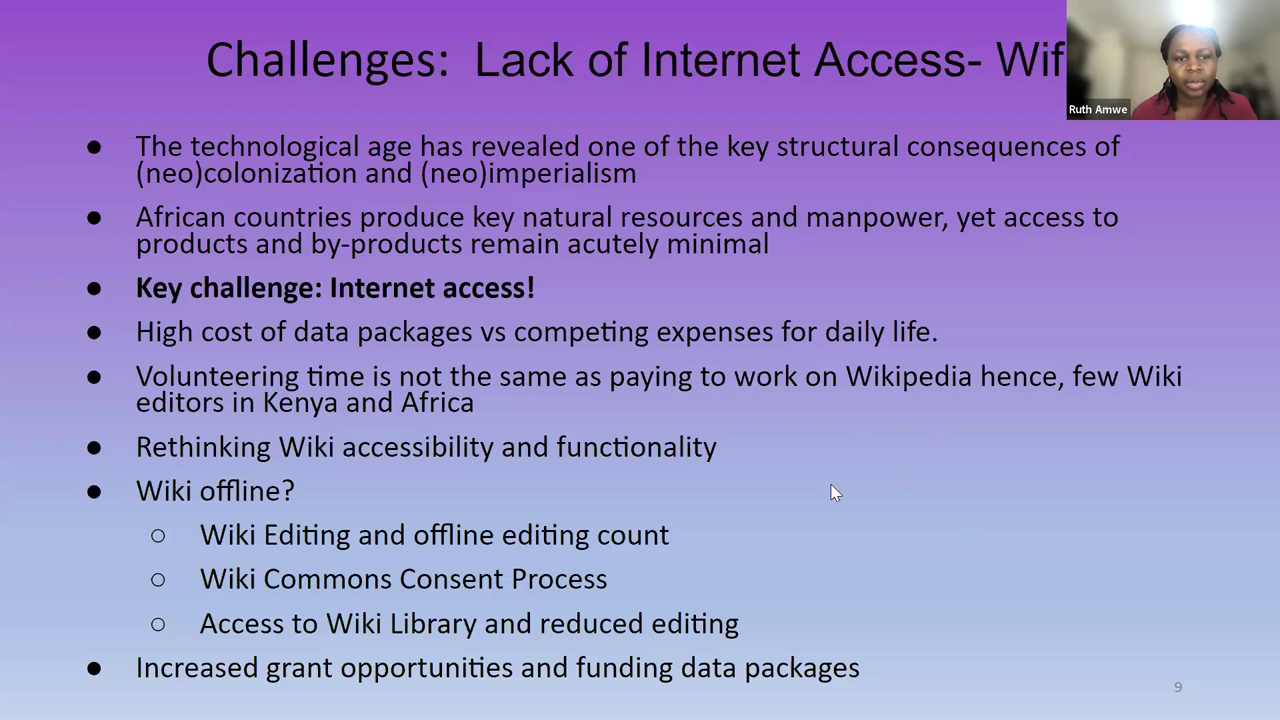 Challenges: Lack of Internet Access- Wif
Ruth Amwe
● The technological age has revealed one of the key structural consequences of
(neo)colonization and (neo)imperialism
● African countries produce key natural resources and manpower, yet access to
products and by-products remain acutely minimal
● Key challenge: Internet access!
● High cost of data packages vs competing expenses for daily life.
● Volunteering time is not the same as paying to work on Wikipedia hence, few Wiki
editors in Kenya and Africa
● Rethinking Wiki accessibility and functionality
● Wiki offline?
○ Wiki Editing and offline editing count
○ Wiki Commons Consent Process
○ Access to Wiki Library and reduced editing
● Increased grant opportunities and funding data packages
9